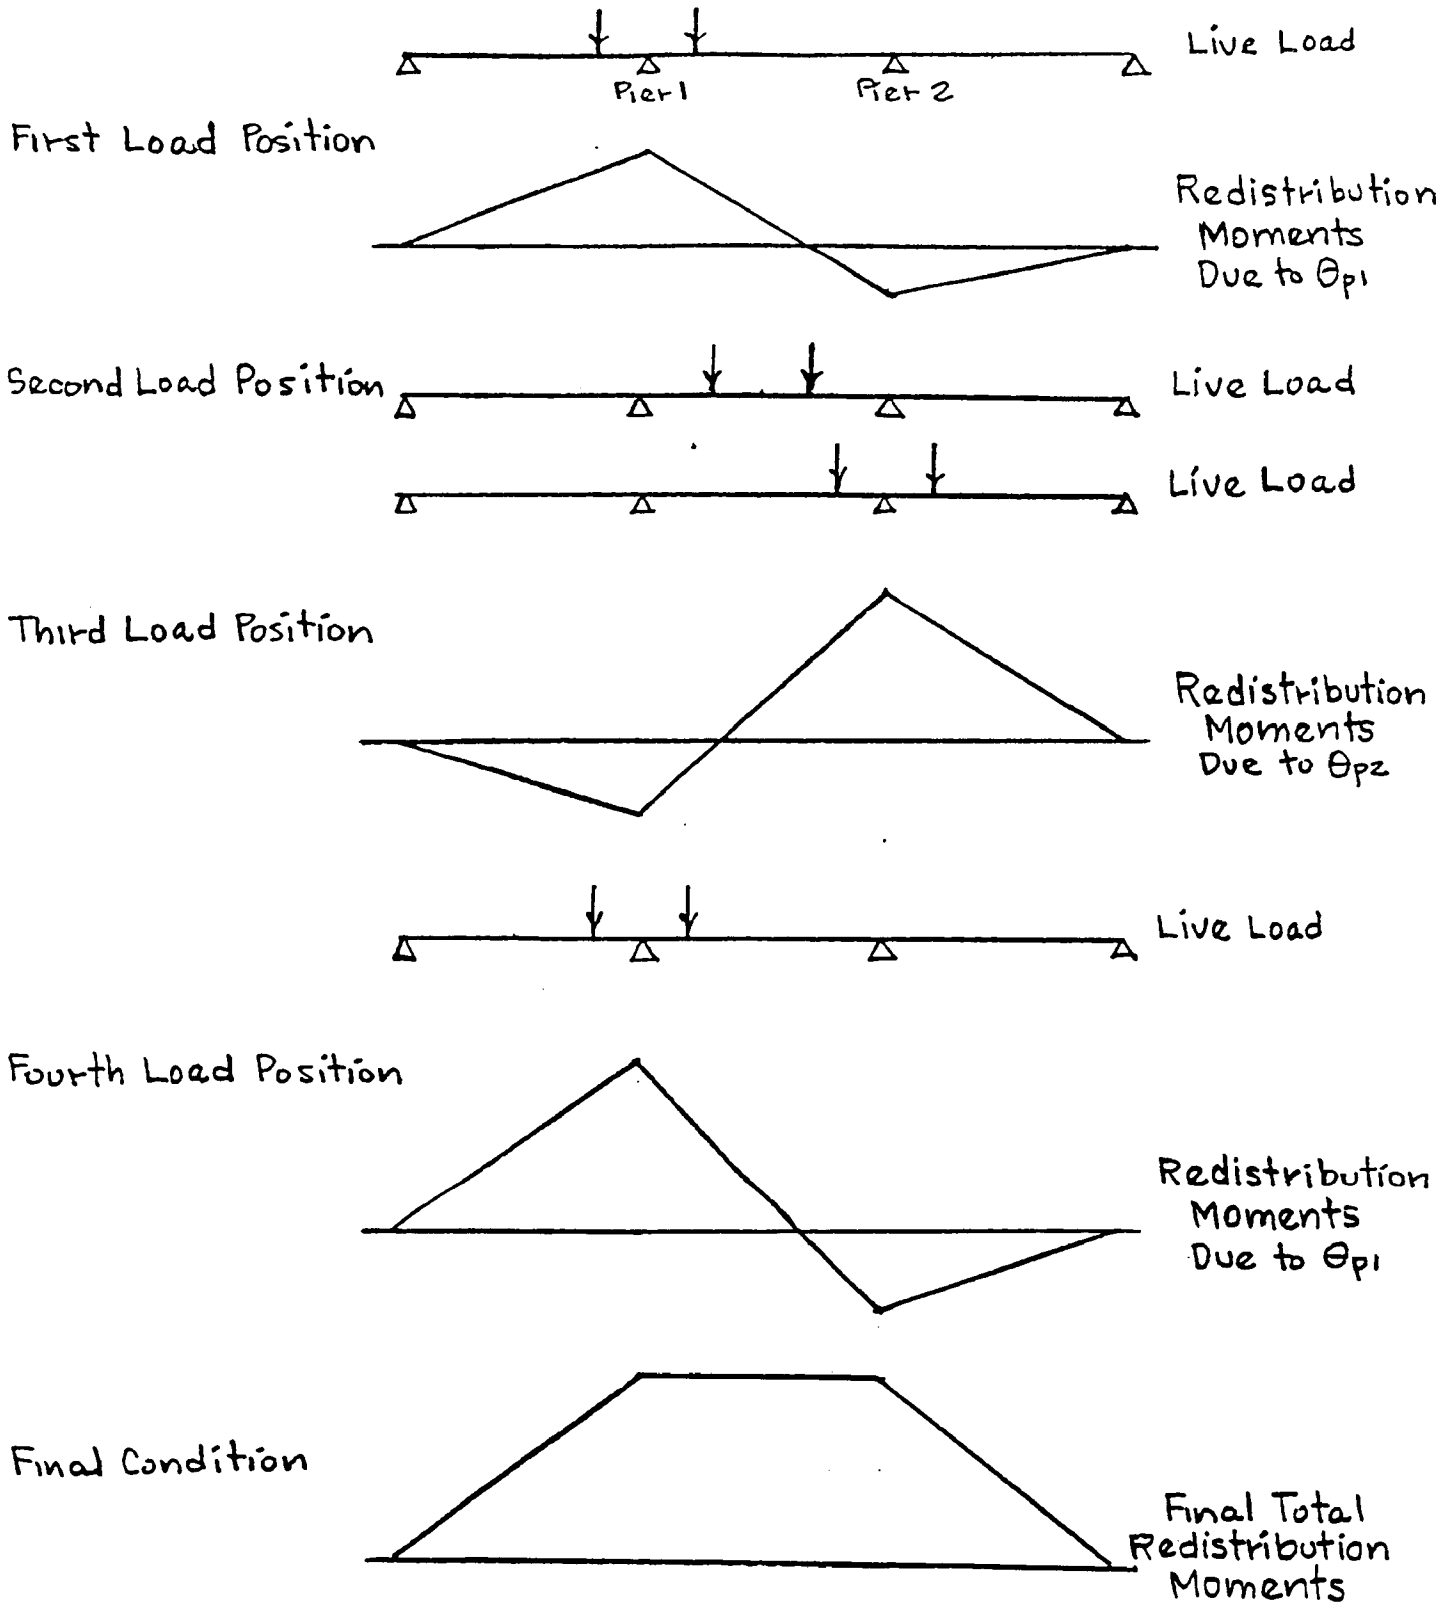 Live Load
Pier 1 Pier 2
First Load Position
Redistribution
Moments
Due to θp1
Second Load Position
Live Load
Live Load
Third Load Position
Redistribution
Moments
Due to θp2
Live Load
Fourth Load Position
Redistribution
Moments
Due to θp1
Final Condition
Final Total
Redistribution
Moments